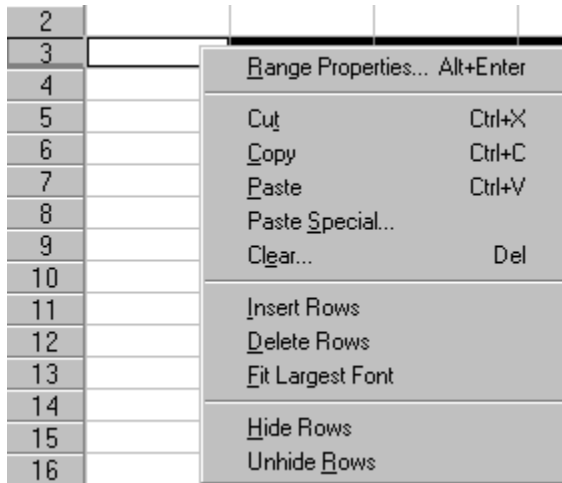 2
3
Range Properties... Alt+Enter
4
5
Cut Ctrl+X
6
Copy Ctrl+C
7
Paste Ctrl+V
8
Paste Special...
9
Clear... Del
10
11
Insert Rows
12
Delete Rows
13
Fit Largest Font
14
15
Hide Rows
16
Unhide Rows